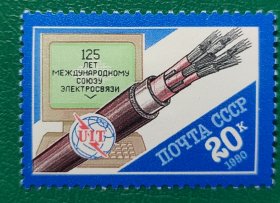 125
ЛЕТ
МЕЖДУНАРОДНОМУ
СОЮЗУ
ЭЛЕКТРОСВЯЗИ
UIT
ПОЧТА СССР
20к
1990